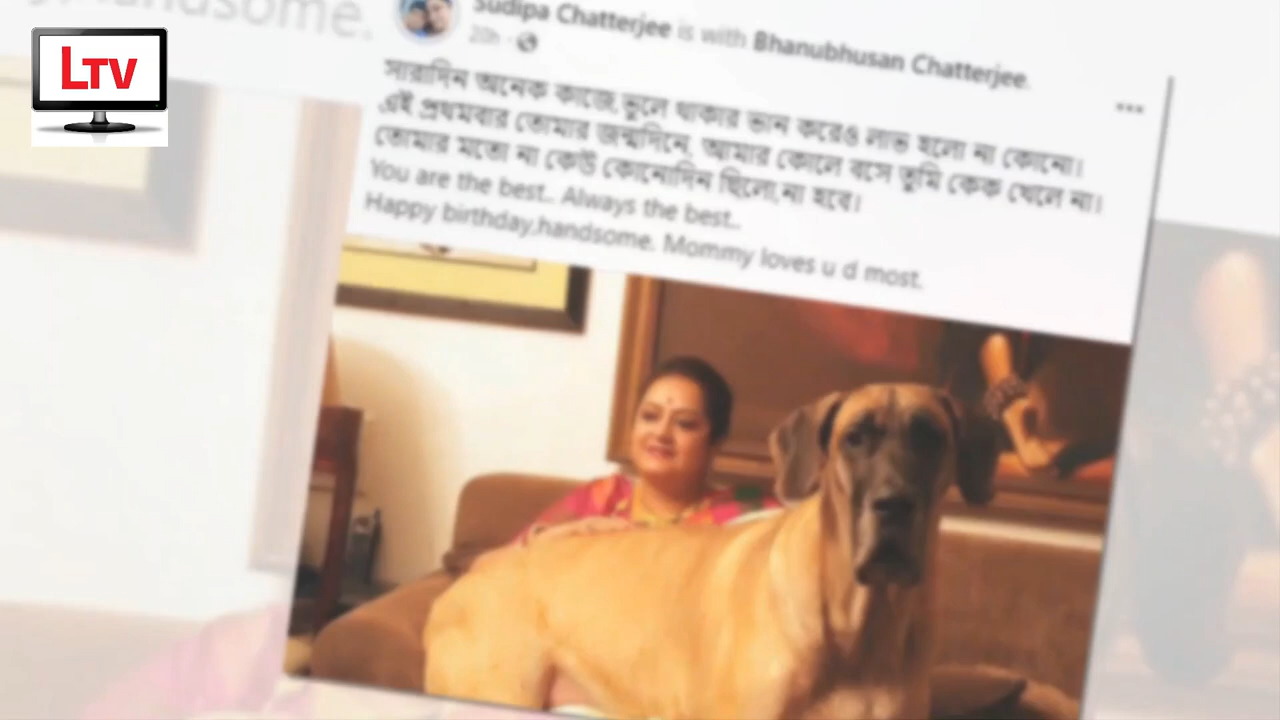 LTV
handsome.
Sudipa Chatterjee is with Bhanubhusan Chatterjee.
20h
সারাদিন অনেক কাজে,ভুলে থাকার ভান করেও লাভ হলো না কোনো।
এই প্রথমবার তোমার জন্মদিনে, আমার কোলে বসে তুমি কেক খেলে না।
তোমার মতো না কেউ কোনোদিন ছিলো,না হবে।
You are the best.. Always the best..
Happy birthday,handsome. Mommy loves u d most.